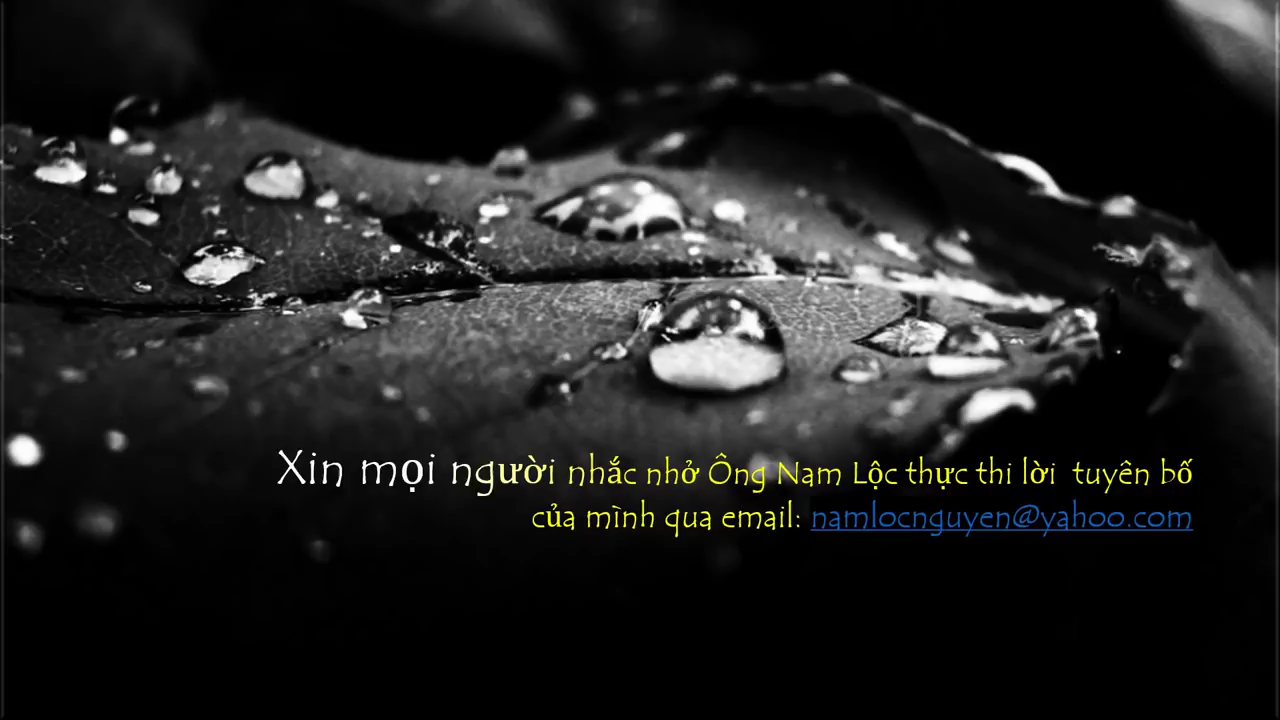 Xin mọi người nhắc nhở Ông Nam Lộc thực thi lời tuyên bố
của mình qua email: namlocnguyen@yahoo.com